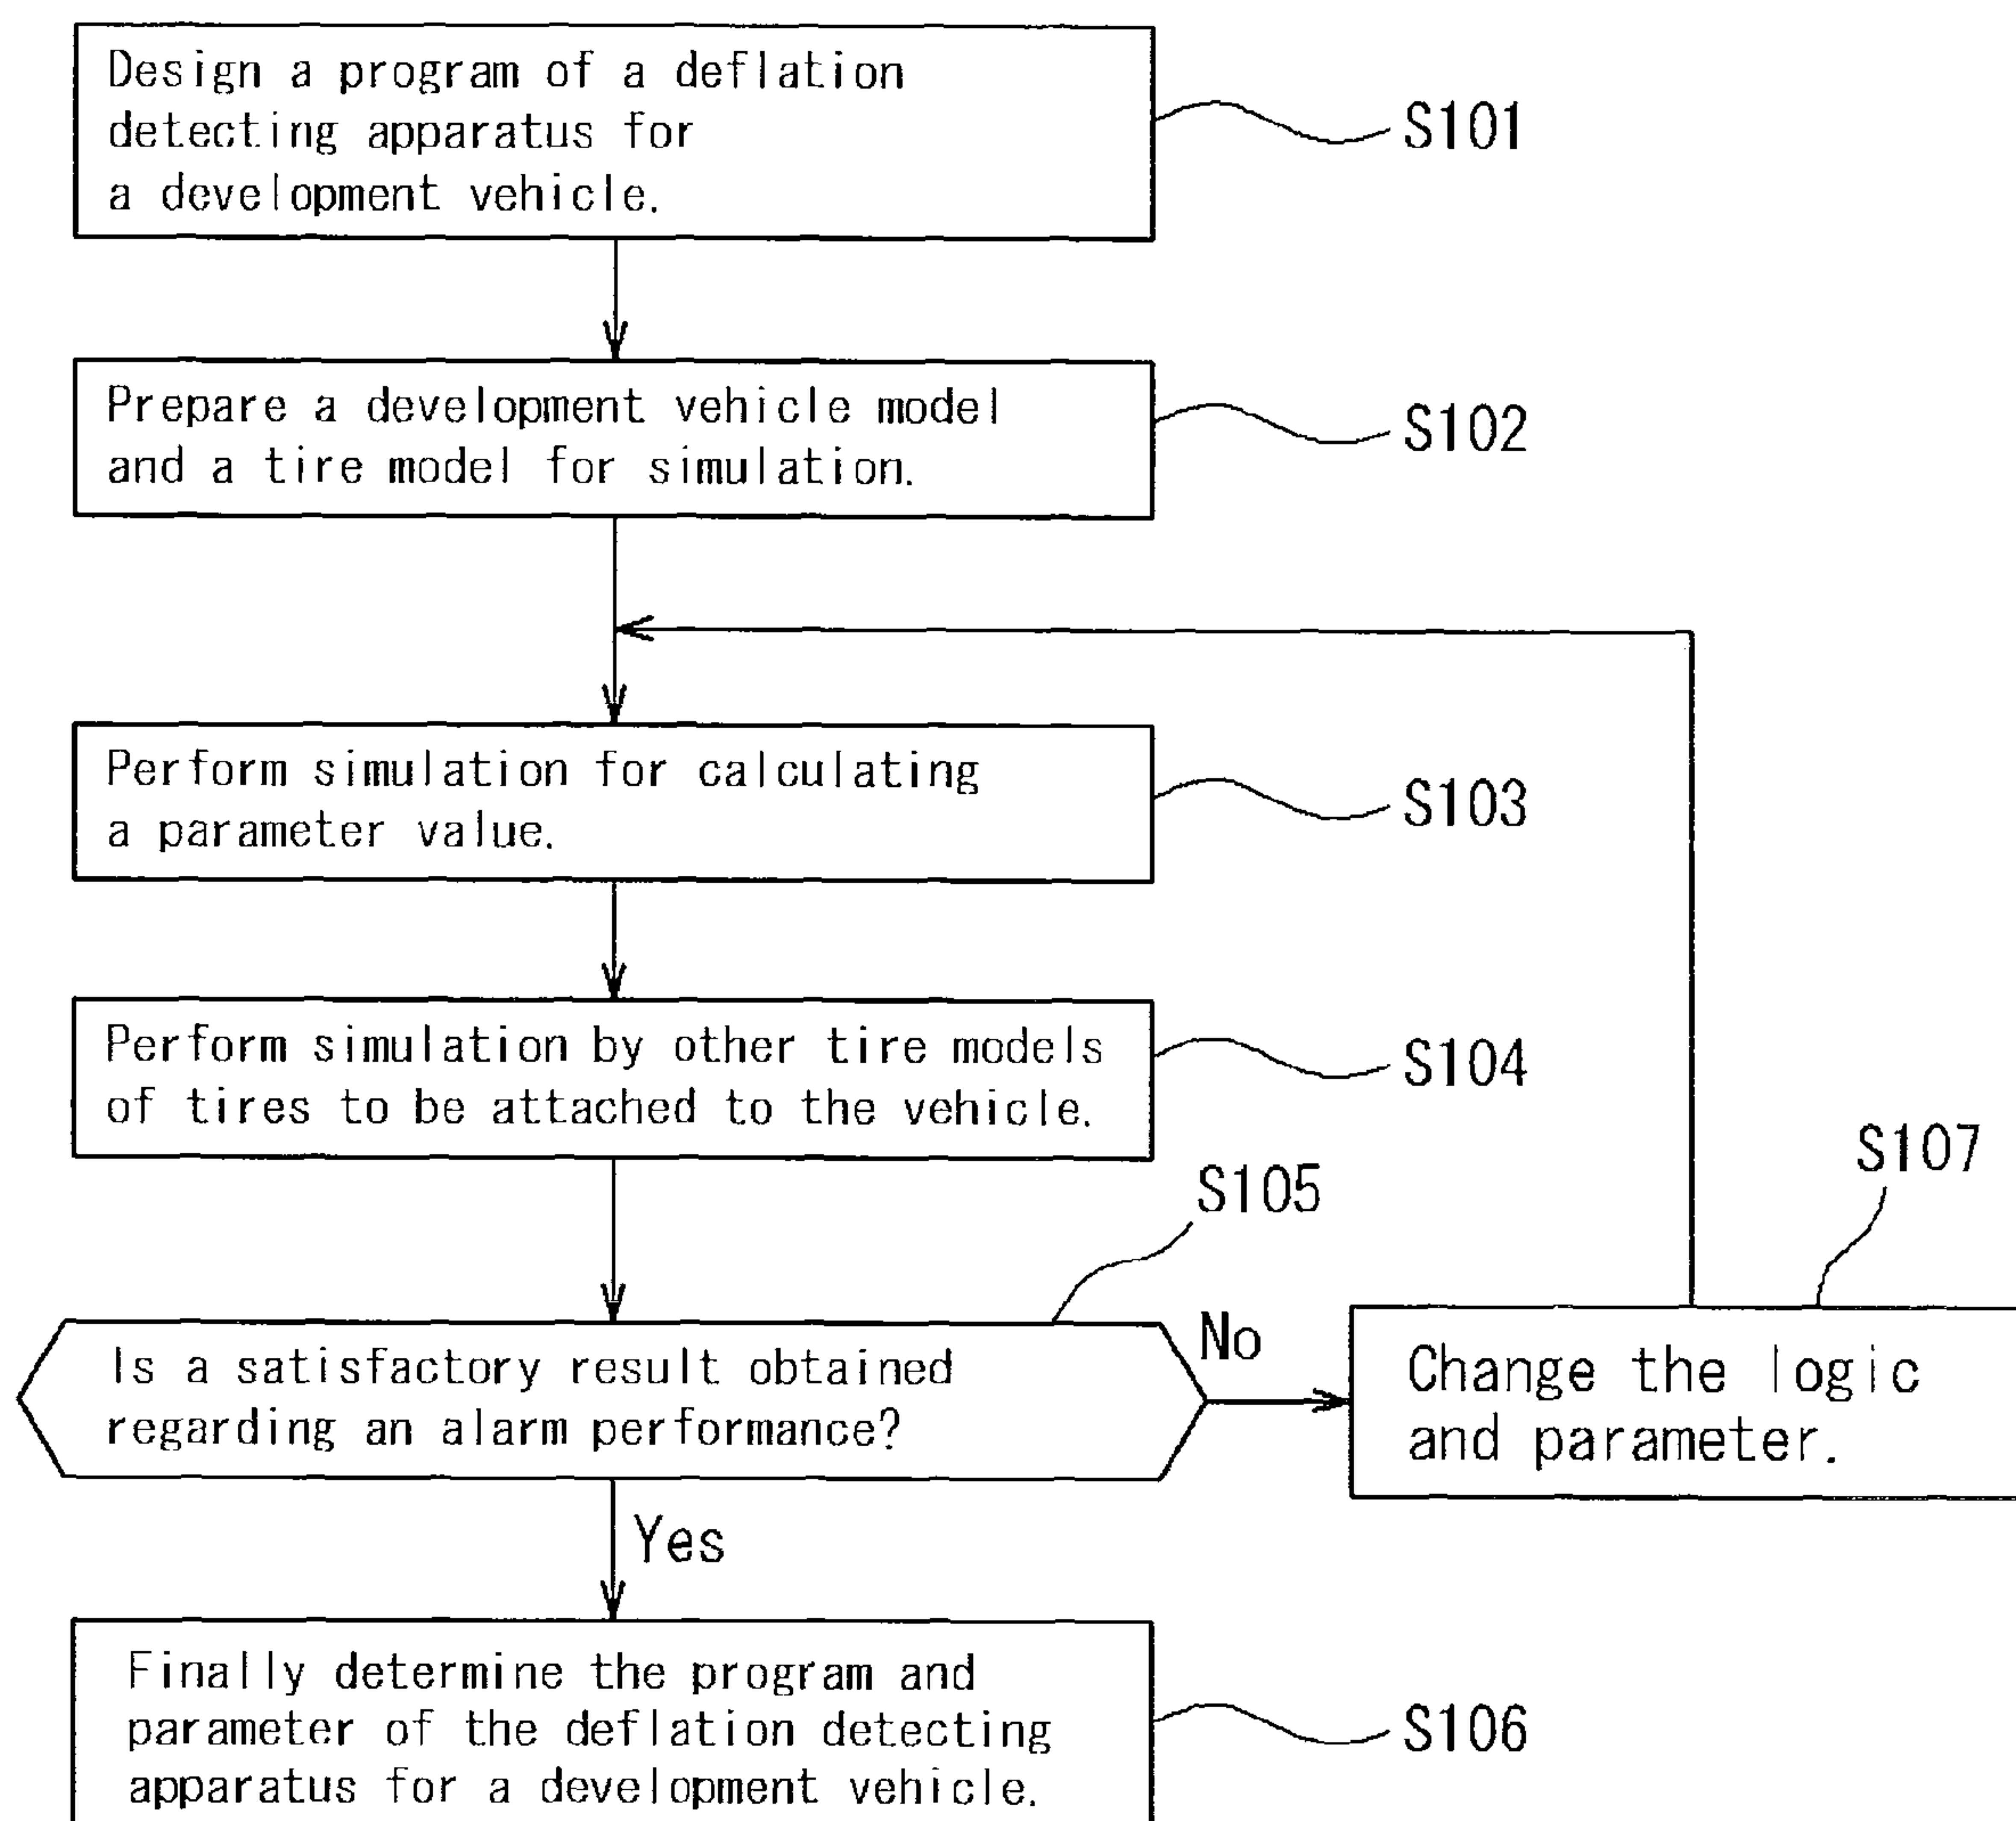 Design a program of a deflation
detecting apparatus for
a development vehicle.
S101
Prepare a development vehicle model
and a tire model for simulation.
S102
Perform simulation for calculating
a parameter value.
S103
Perform simulation by other tire models
of tires to be attached to the vehicle.
S104
S105
Is a satisfactory result obtained
regarding an alarm performance?
No
S107
Change the logic
and parameter.
Yes
Finally determine the program and
parameter of the deflation detecting
apparatus for a development vehicle.
S106